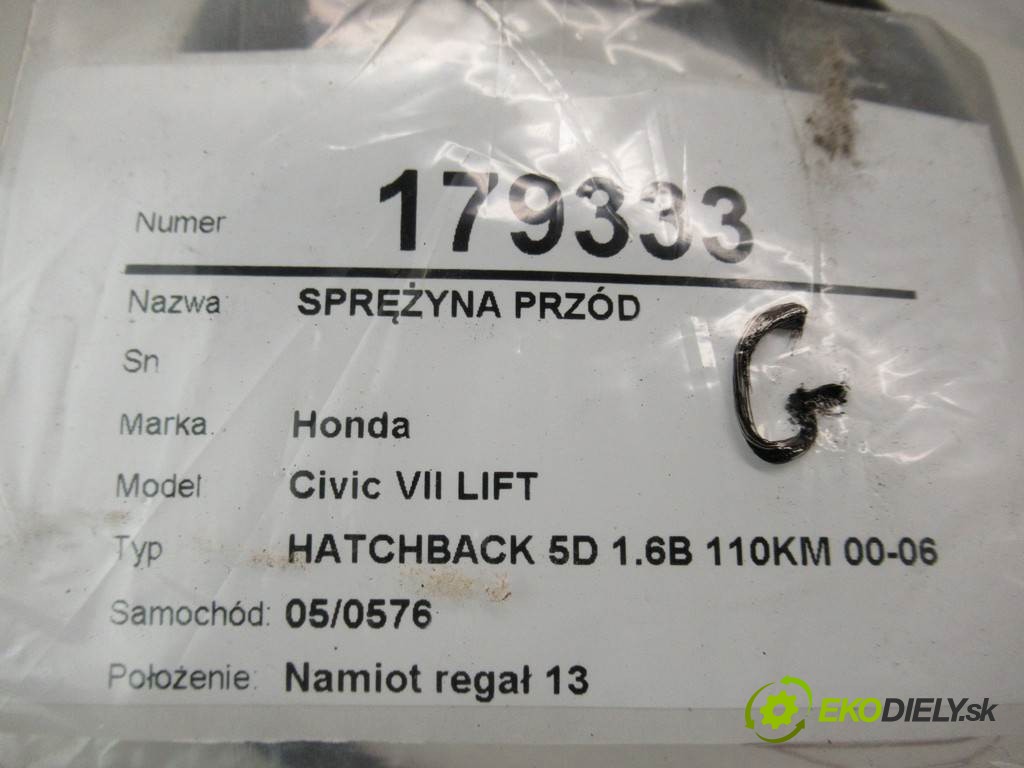 Numer 179333
Nazwa: SPRĘŻYNA PRZÓD
Sn
G
Marka: Honda
Model Civic VII LIFT
Typ HATCHBACK 5D 1.6B 110KM 00-06
Samochód: 05/0576
Położenie: Namiot regał 13
EKODIELY.sk